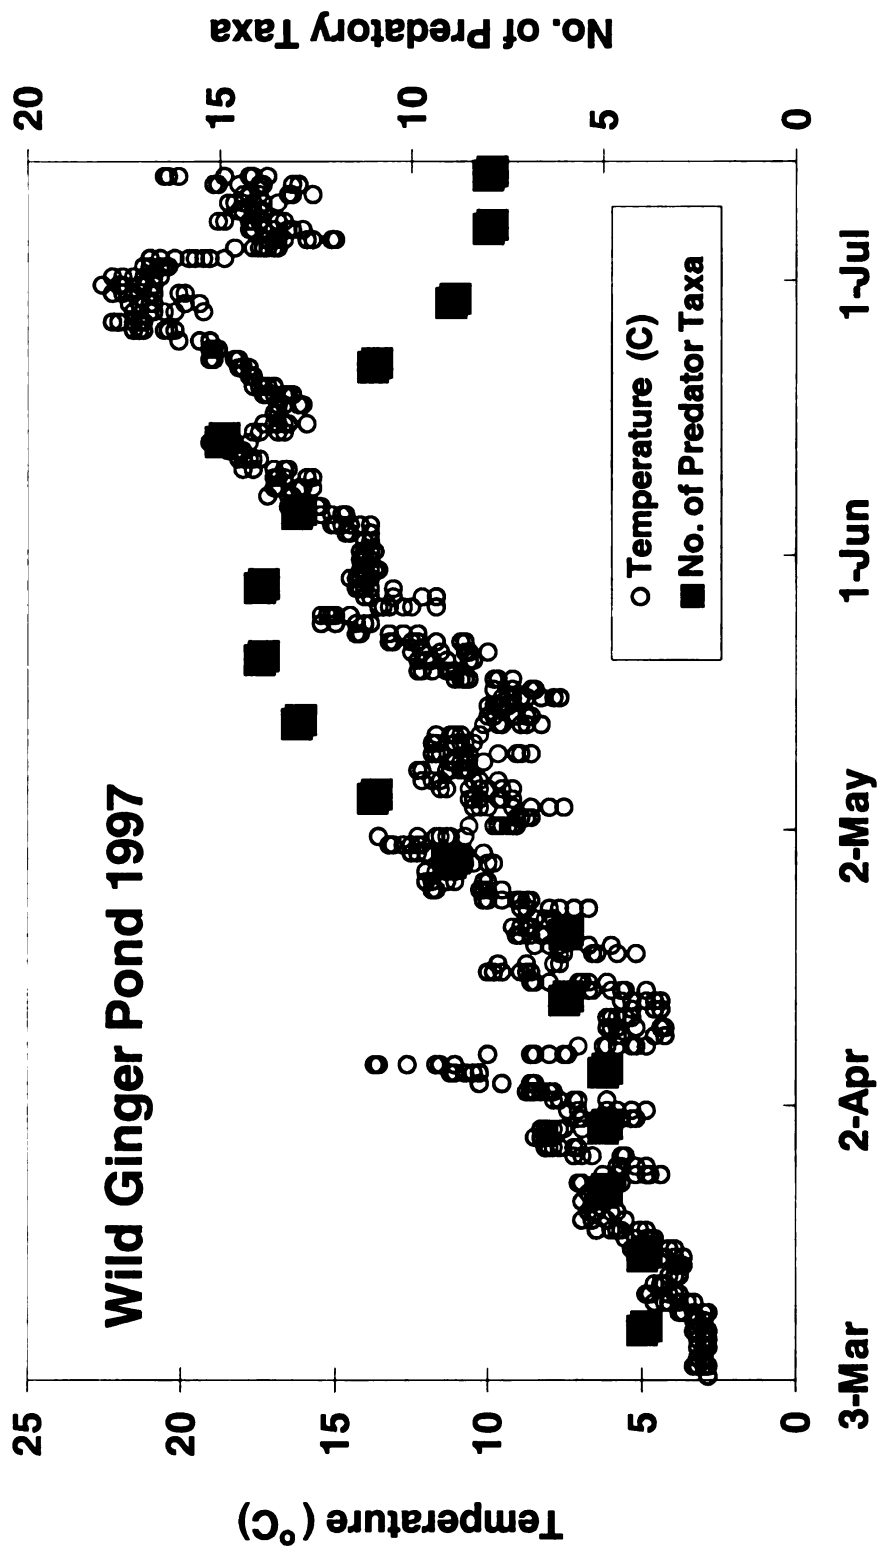 Wild Ginger Pond 1997
Temperature (°C)
25
20
15
10
5
0
No. of Predatory Taxa
20
15
10
5
0
Temperature (C)
No. of Predator Taxa
3-Mar
2-Apr
2-May
1-Jun
1-Jul